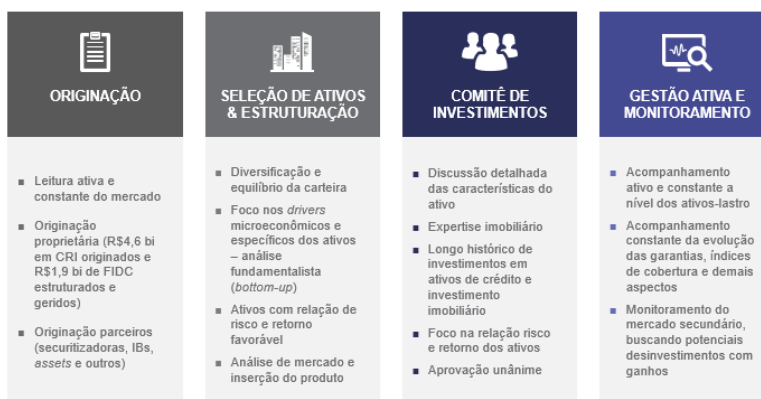 ORIGINAÇÃO
■ Leitura ativa e
constante do mercado
■ Originação
proprietária (R$4,6 bi
em CRI originados e
R$1,9 bi de FIDC
estruturados e
geridos)
■ Originação parceiros
(securitizadoras, IBs,
assets e outros)
SELEÇÃO DE ATIVOS
& ESTRUTURAÇÃO
■ Diversificação e
equilíbrio da carteira
■ Foco nos drivers
microeconômicos e
específicos dos ativos
– análise
fundamentalista
(bottom-up)
■ Ativos com relação de
risco e retorno
favorável
■ Análise de mercado e
inserção do produto
COMITÊ DE
INVESTIMENTOS
■ Discussão detalhada
das características do
ativo
■ Expertise imobiliário
■ Longo histórico de
investimentos em
ativos de crédito e
investimento
imobiliário
■ Foco na relação risco
e retorno dos ativos
■ Aprovação unânime
GESTÃO ATIVA E
MONITORAMENTO
■ Acompanhamento
ativo e constante a
nível dos ativos-lastro
■ Acompanhamento
constante da evolução
das garantias, índices
de cobertura e demais
aspectos
■ Monitoramento do
mercado secundário,
buscando potenciais
desinvestimentos com
ganhos